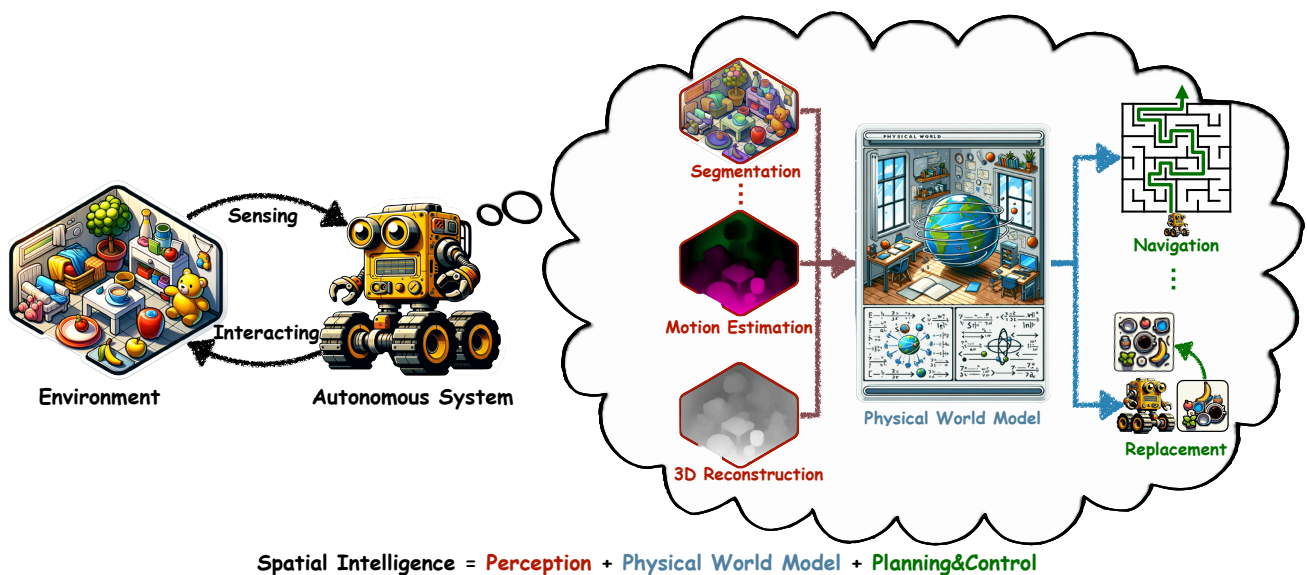 Sensing
Interacting
Environment
Autonomous System
Segmentation
Motion Estimation
3D Reconstruction
PHYSICAL WORLD
Physical World Model
Navigation
Replacement
Spatial Intelligence = Perception + Physical World Model + Planning&Control